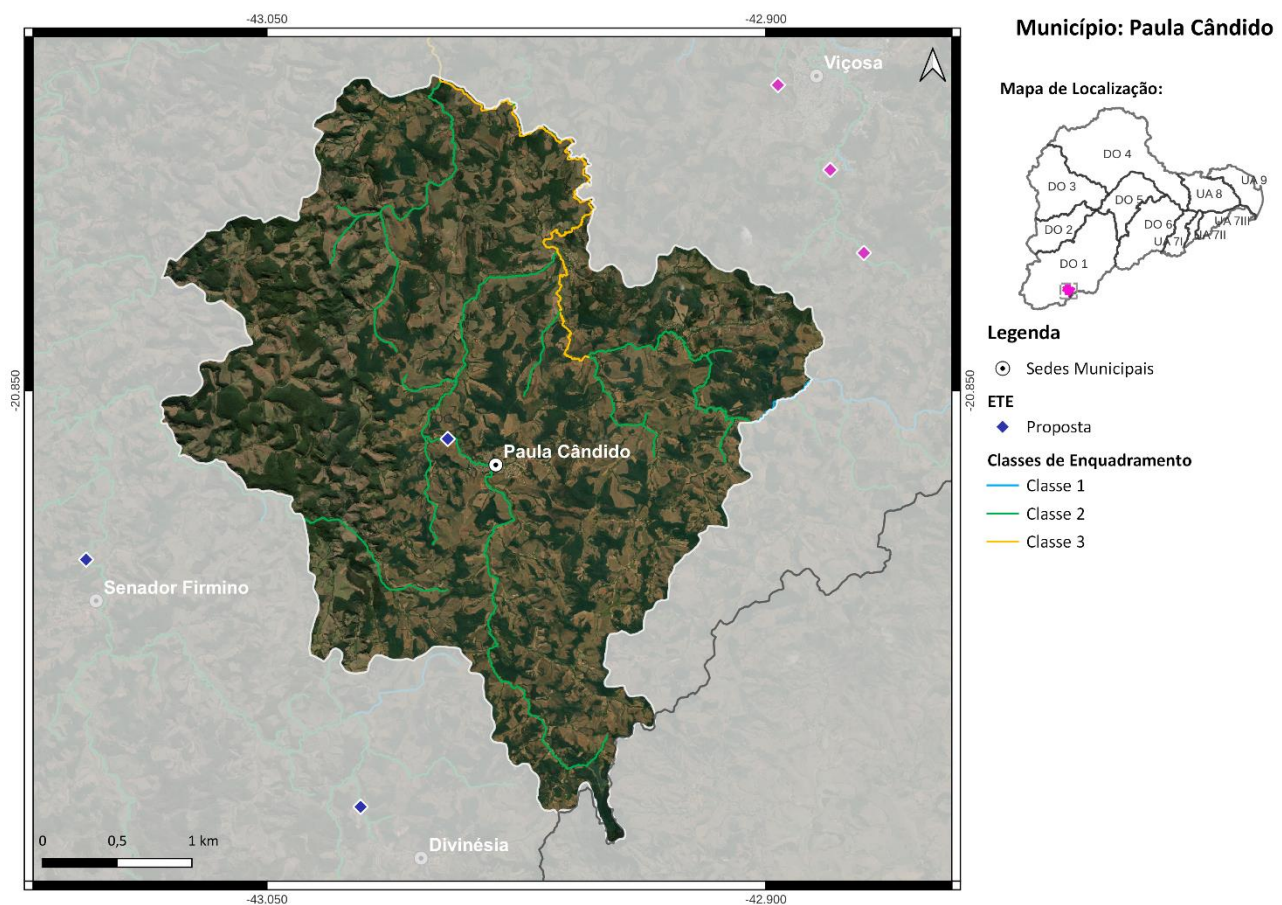 -43.050
-42.900
Município: Paula Cândido
Viçosa
Mapa de Localização:
DO 4
DO 3
DO 5
UA 8
UA 9
DO 2
DO 6
UA 7III
UA 7II
UA 7I
DO 1
Legenda
Sedes Municipais
-20.850
-20.850
ETE
Proposta
Paula Cândido
Classes de Enquadramento
Classe 1
Classe 2
Classe 3
Senador Firmino
0
0,5
1 km
Divinésia
-43.050
-42.900